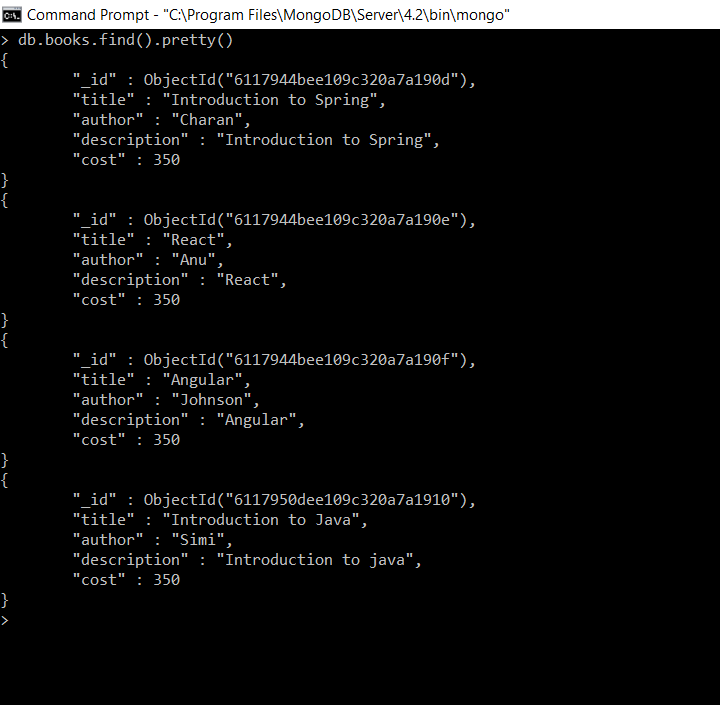 Command Prompt - "C:\Program Files\MongoDB\Server\4.2\bin\mongo"
> db.books.find().pretty()
{
        "_id" : ObjectId("6117944bee109c320a7a190d"),
        "title" : "Introduction to Spring",
        "author" : "Charan",
        "description" : "Introduction to Spring",
        "cost" : 350
}
{
        "_id" : ObjectId("6117944bee109c320a7a190e"),
        "title" : "React",
        "author" : "Anu",
        "description" : "React",
        "cost" : 350
}
{
        "_id" : ObjectId("6117944bee109c320a7a190f"),
        "title" : "Angular",
        "author" : "Johnson",
        "description" : "Angular",
        "cost" : 350
}
{
        "_id" : ObjectId("6117950dee109c320a7a1910"),
        "title" : "Introduction to Java",
        "author" : "Simi",
        "description" : "Introduction to java",
        "cost" : 350
}
>